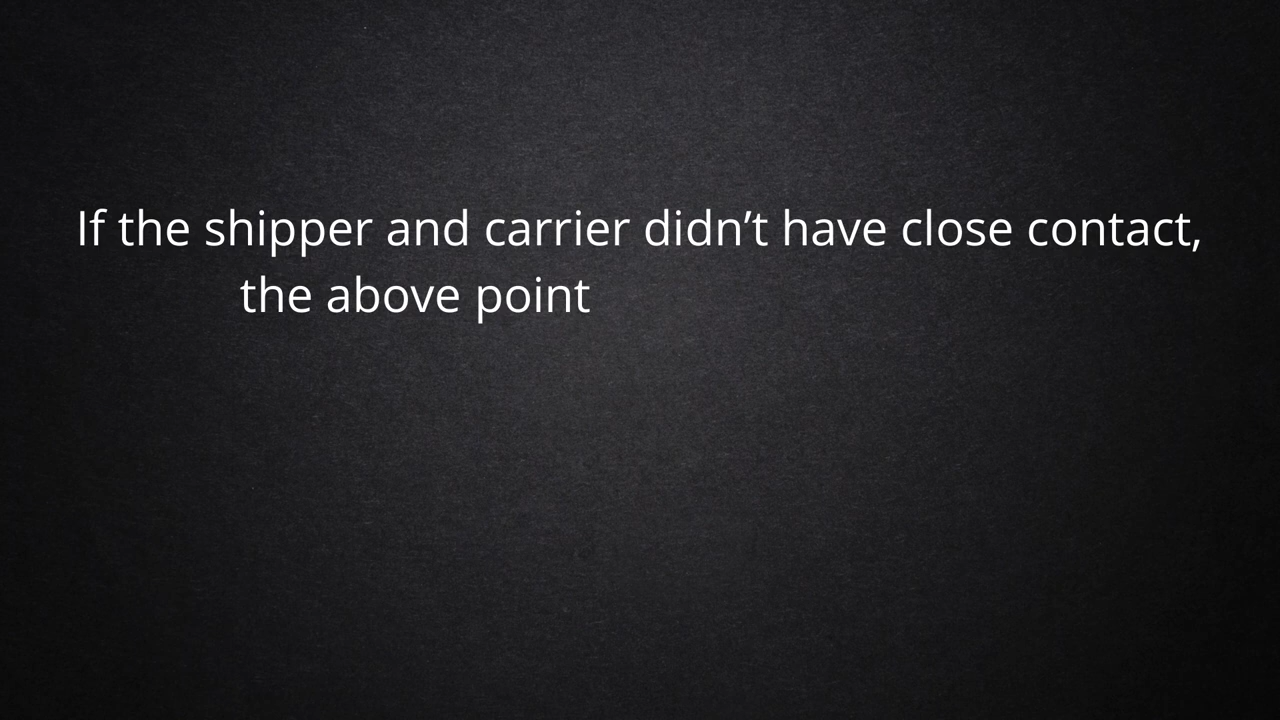 If the shipper and carrier didn’t have close contact,
the above point